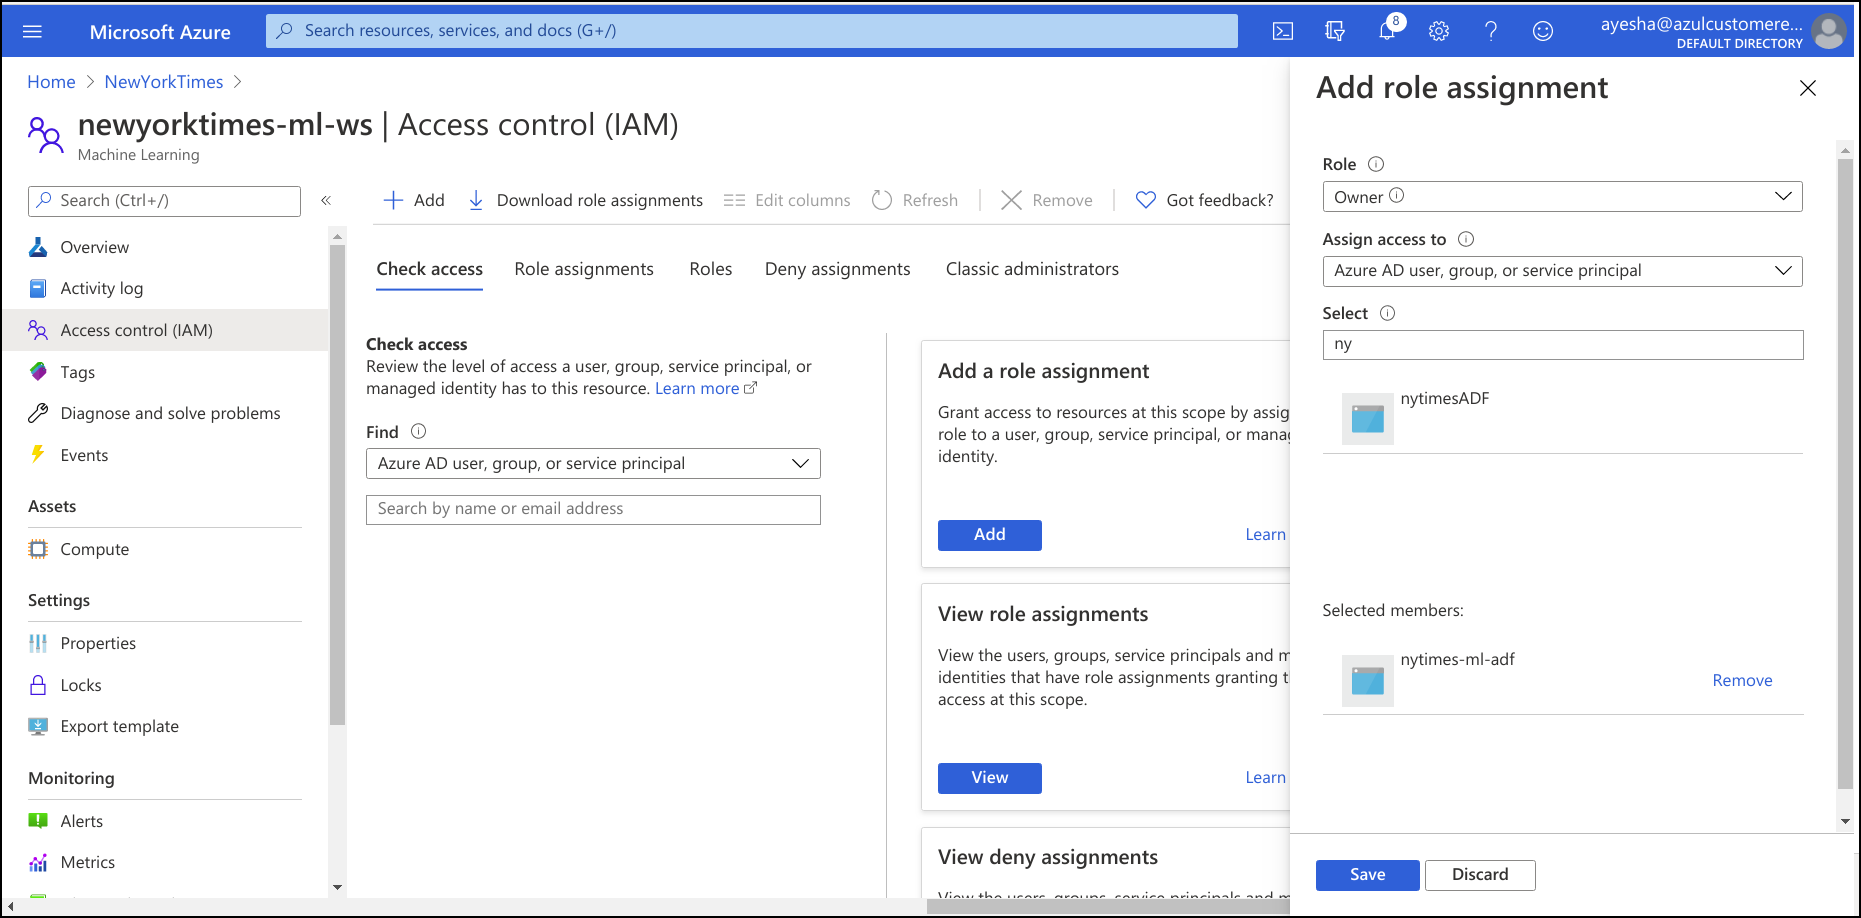 Microsoft Azure
Search resources, services, and docs (G+/)
8
ayesha@azulcustomere...
DEFAULT DIRECTORY
Home > NewYorkTimes >
newyorktimes-ml-ws | Access control (IAM)
Machine Learning
Search (Ctrl+/)
«
Overview
Activity log
Access control (IAM)
Tags
Diagnose and solve problems
Events
Assets
Compute
Settings
Properties
Locks
Export template
Monitoring
Alerts
Metrics
Add
Download role assignments
Edit columns
Refresh
Remove
Got feedback?
Check access
Role assignments
Roles
Deny assignments
Classic administrators
Check access
Review the level of access a user, group, service principal, or
managed identity has to this resource. Learn more
Find
Azure AD user, group, or service principal
Search by name or email address
Add a role assignment
Grant access to resources at this scope by assig
role to a user, group, service principal, or mana
identity.
Add
Learn
View role assignments
View the users, groups, service principals and m
identities that have role assignments granting t
access at this scope.
View
Learn
View deny assignments
View the users, groups, service principals and m
Add role assignment
Role
Owner
Assign access to
Azure AD user, group, or service principal
Select
ny
nytimesADF
Selected members:
nytimes-ml-adf
Remove
Save
Discard